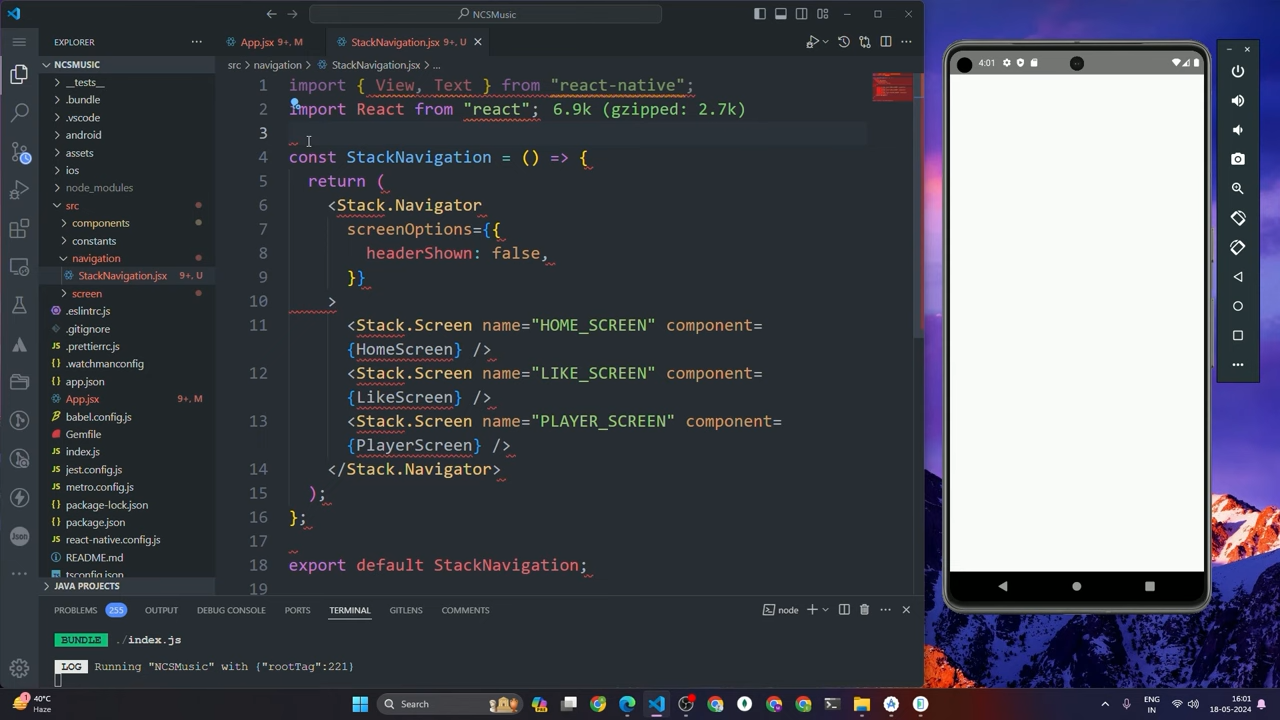 NCSMusic
EXPLORER
App.jsx 9+, M
StackNavigation.jsx 9+, U
NCSMUSIC
src > navigation > StackNavigation.jsx > ...
__tests__
.bundle
.vscode
android
assets
ios
node_modules
src
components
constants
navigation
StackNavigation.jsx 9+, U
screen
.eslintrc.js
.gitignore
.prettierrc.js
.watchmanconfig
app.json
App.jsx 9+, M
babel.config.js
Gemfile
index.js
jest.config.js
metro.config.js
package-lock.json
package.json
react-native.config.js
README.md
tsconfig.json
JAVA PROJECTS
1 import { View, Text } from "react-native";
2 import React from "react"; 6.9k (gzipped: 2.7k)
3
4 const StackNavigation = () => {
5 return (
6 <Stack.Navigator
7 screenOptions={{
8 headerShown: false,
9 }}
10 >
11 <Stack.Screen name="HOME_SCREEN" component=
{HomeScreen} />
12 <Stack.Screen name="LIKE_SCREEN" component=
{LikeScreen} />
13 <Stack.Screen name="PLAYER_SCREEN" component=
{PlayerScreen} />
14 </Stack.Navigator>
15 );
16 };
17
18 export default StackNavigation;
19
PROBLEMS 255 OUTPUT DEBUG CONSOLE PORTS TERMINAL GITLENS COMMENTS
node
BUNDLE ./index.js
LOG Running "NCSMusic" with {"rootTag":221}
4:01
Json
40°C
Haze
Search
ENG
IN
16:01
18-05-2024